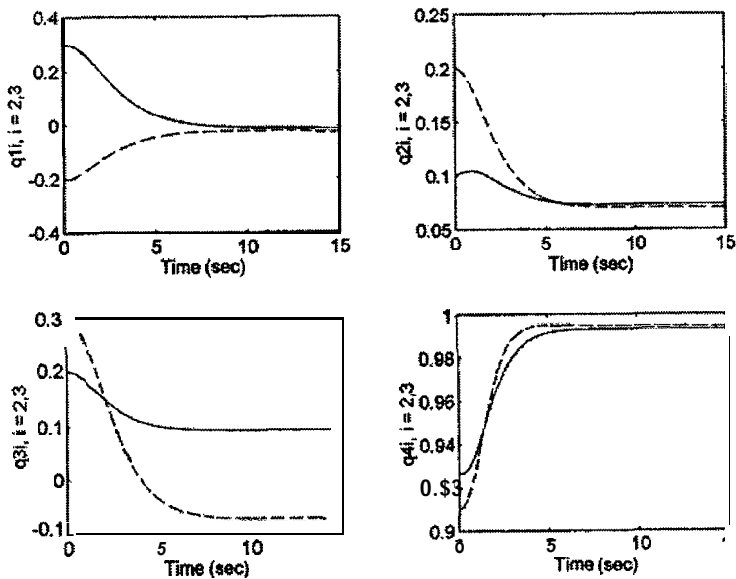 0.4
0.2
0
-0.2
-0.4
q1i, i = 2,3
0 5 10 15
Time (sec)
0.25
0.2
0.15
0.1
0.05
q2i, i = 2,3
0 5 10 15
Time (sec)
0.3
0.2
0.1
0
-0.1
q3i, i = 2,3
0 5 10
Time (sec)
1
0.98
0.96
0.94
0.$3
0.9
q4i, i = 2,3
0 5 10
Time (sec)